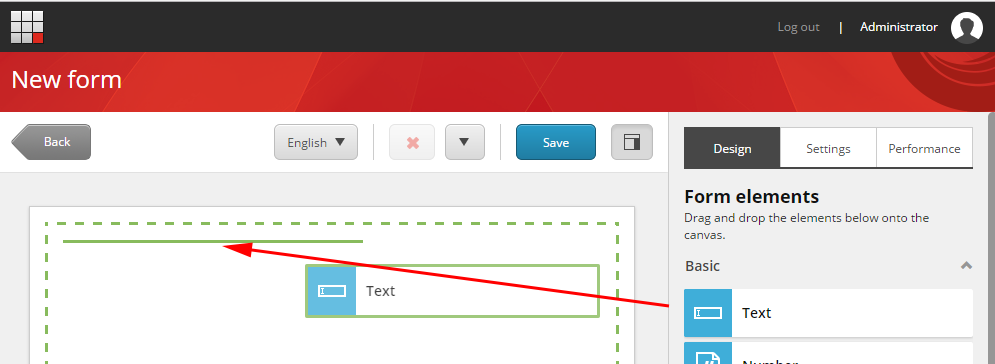 Log out | Administrator
New form
Back
English
Save
Design
Settings
Performance
Form elements
Drag and drop the elements below onto the
canvas.
Basic
Text
Text
Number